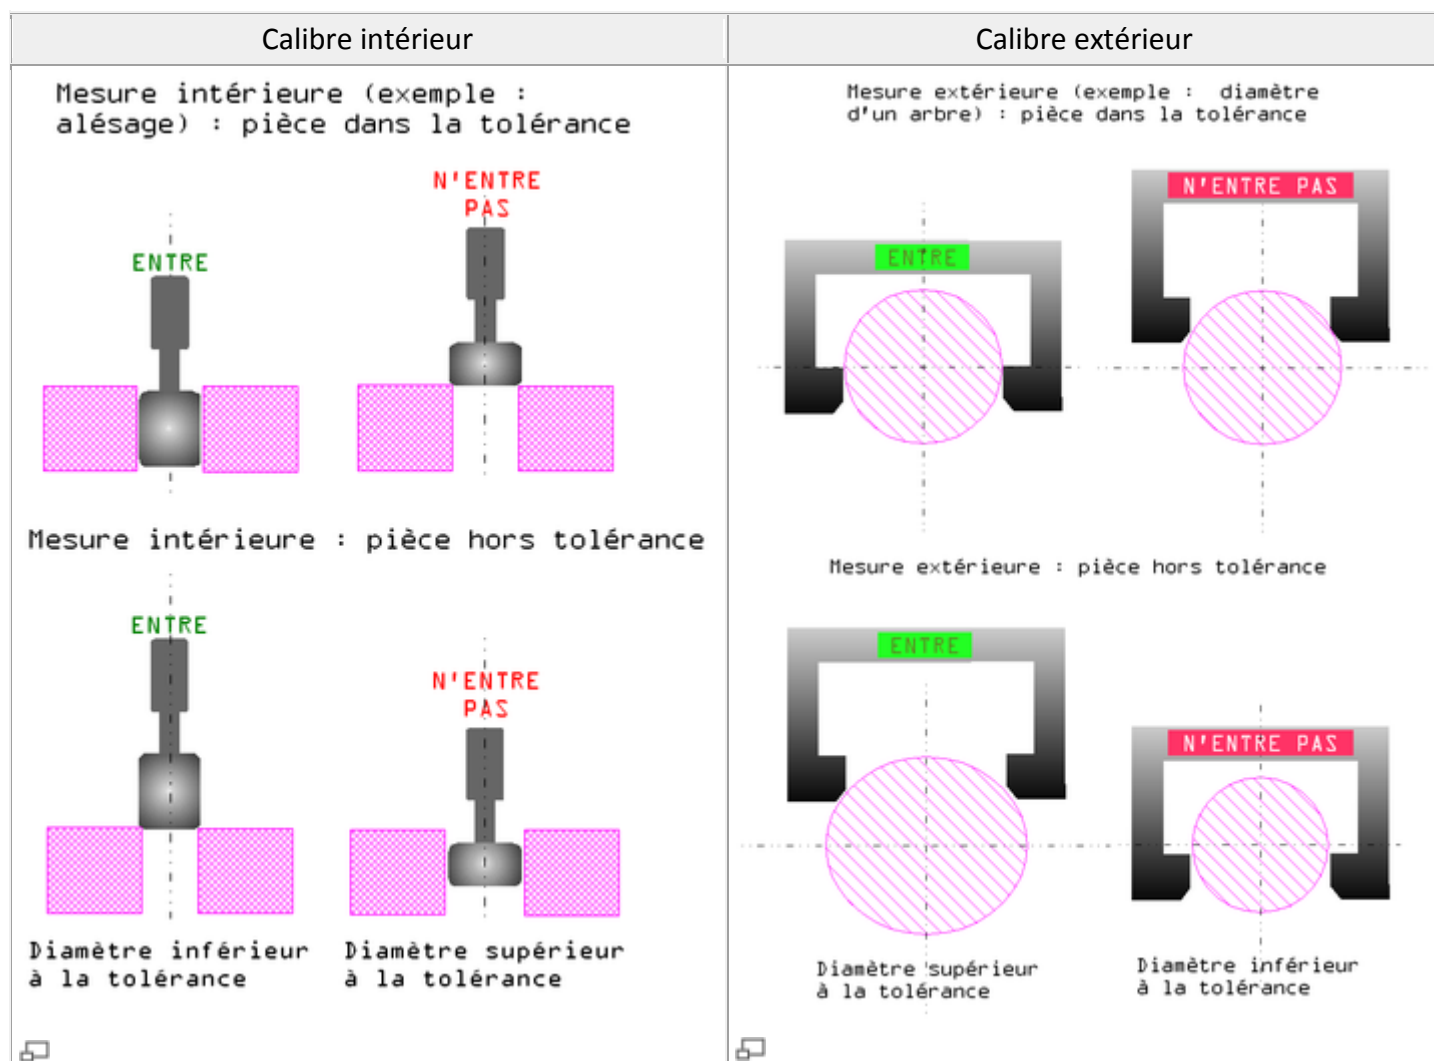 Calibre intérieur
Calibre extérieur
Mesure intérieure (exemple :
alésage) : pièce dans la tolérance
N'ENTRE
PAS
ENTRE
Mesure intérieure : pièce hors tolérance
ENTRE
N'ENTRE
PAS
Diamètre inférieur
à la tolérance
Diamètre supérieur
à la tolérance
Mesure extérieure (exemple : diamètre
d'un arbre) : pièce dans la tolérance
N'ENTRE PAS
ENTRE
Mesure extérieure : pièce hors tolérance
ENTRE
N'ENTRE PAS
Diamètre supérieur
à la tolérance
Diamètre inférieur
à la tolérance